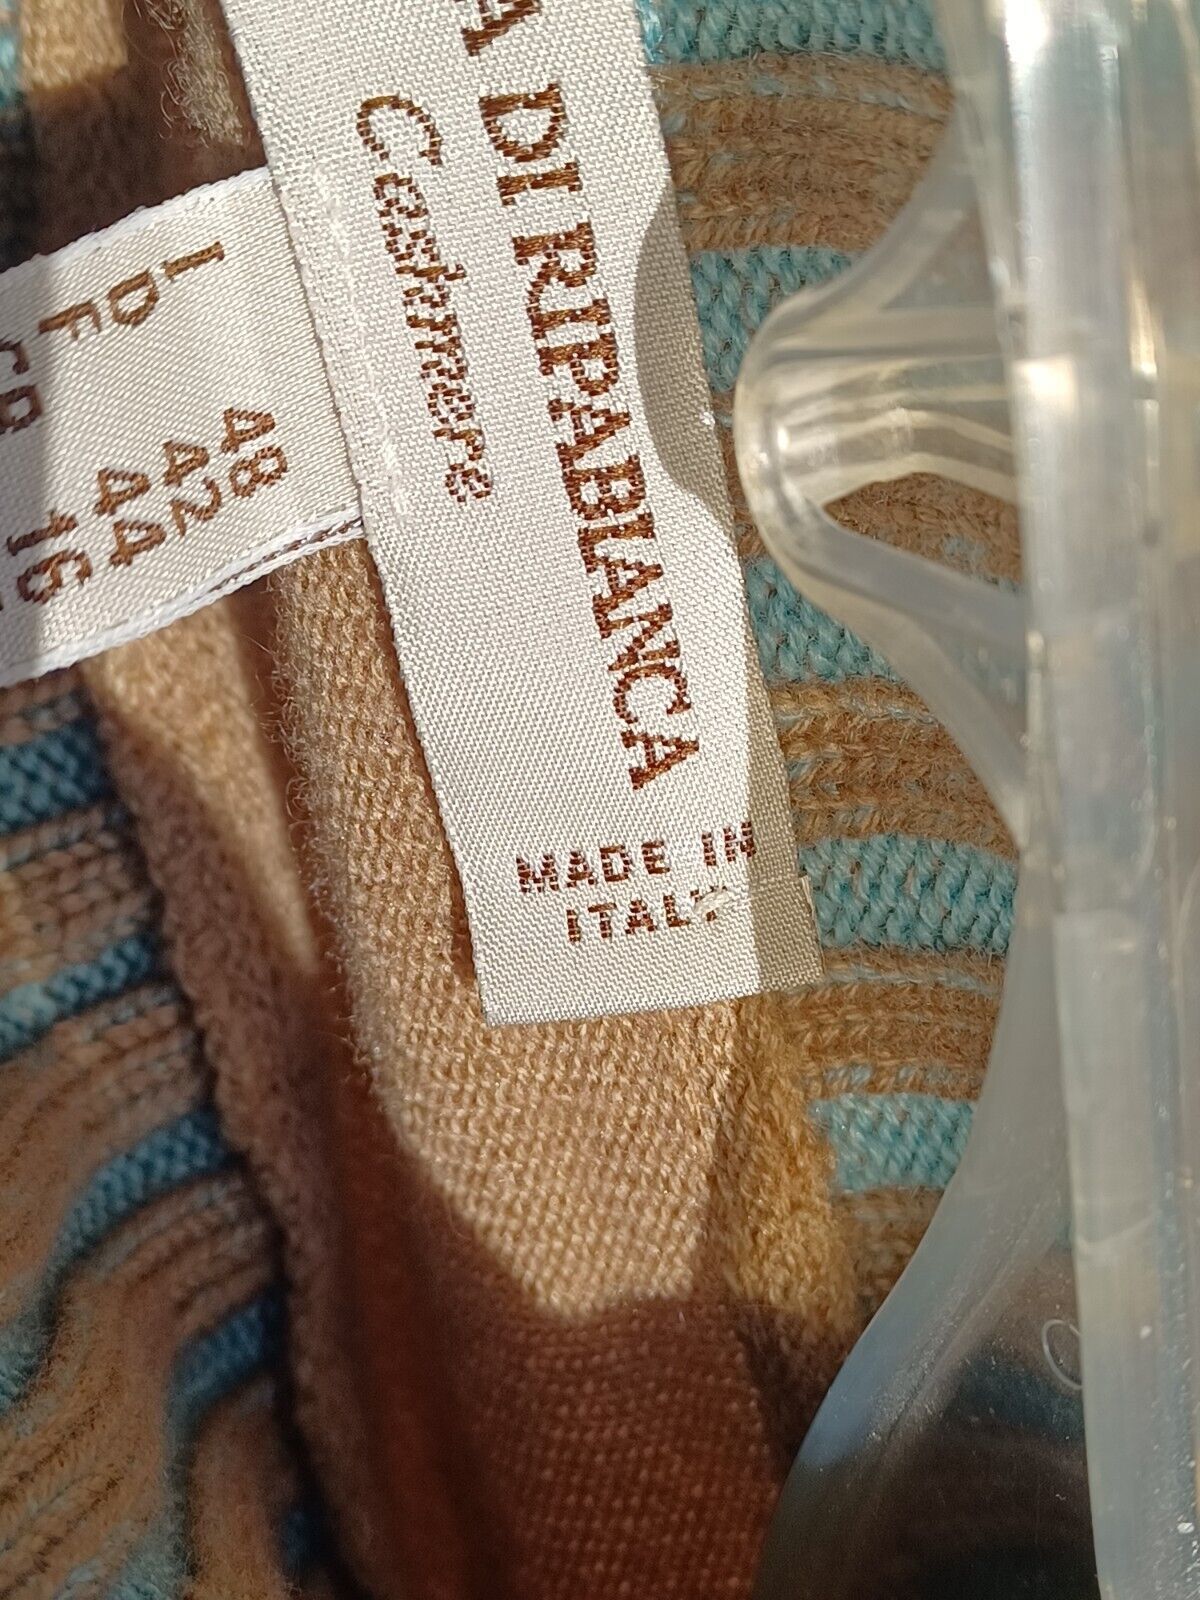 A DI RIPABIANCA
Cashmere
MADE IN
ITALY
I 48
D 42
F 44
GB 16